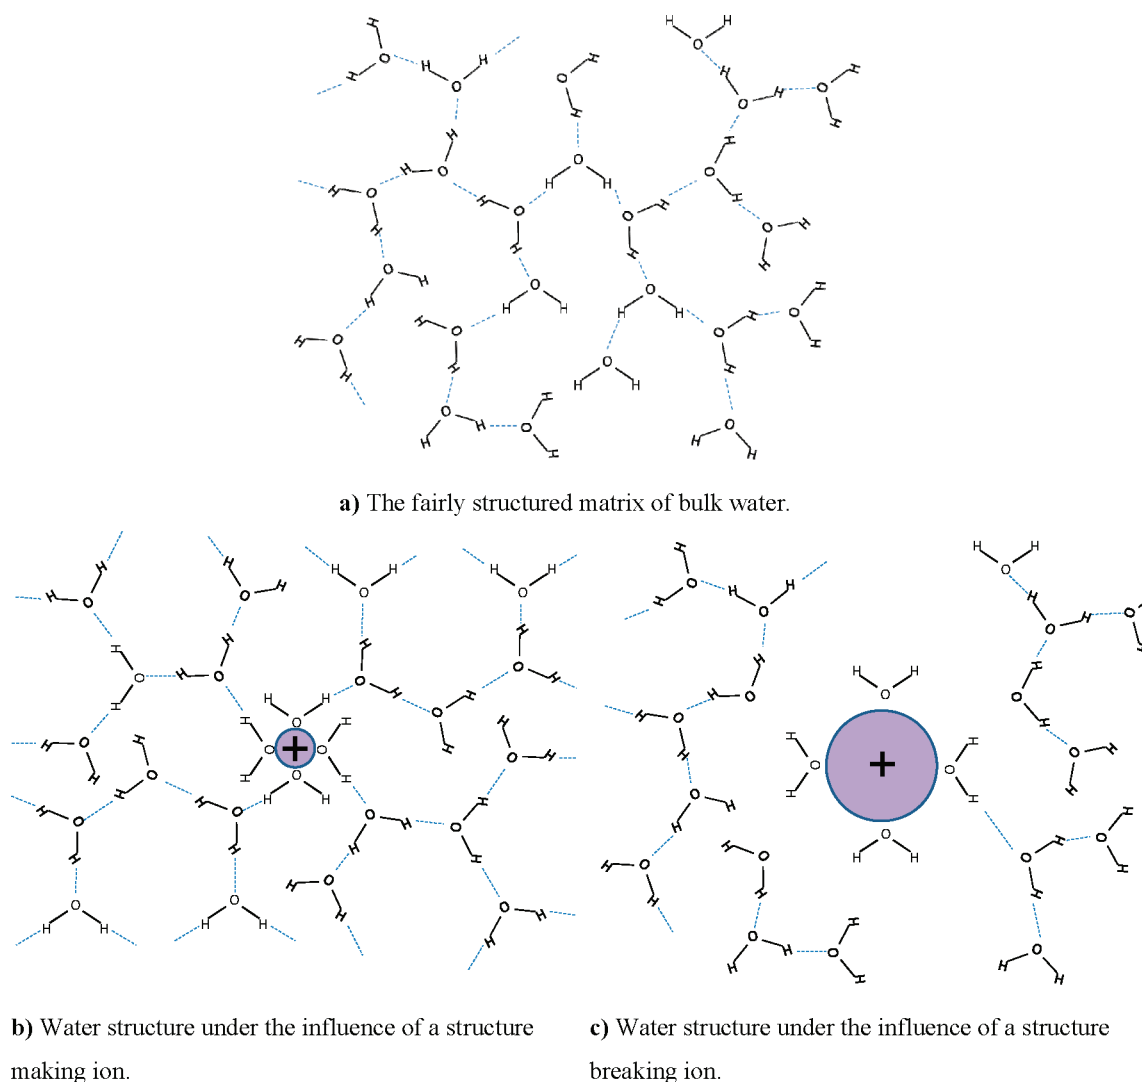 a) The fairly structured matrix of bulk water.
+
+
b) Water structure under the influence of a structure
making ion.
c) Water structure under the influence of a structure
breaking ion.